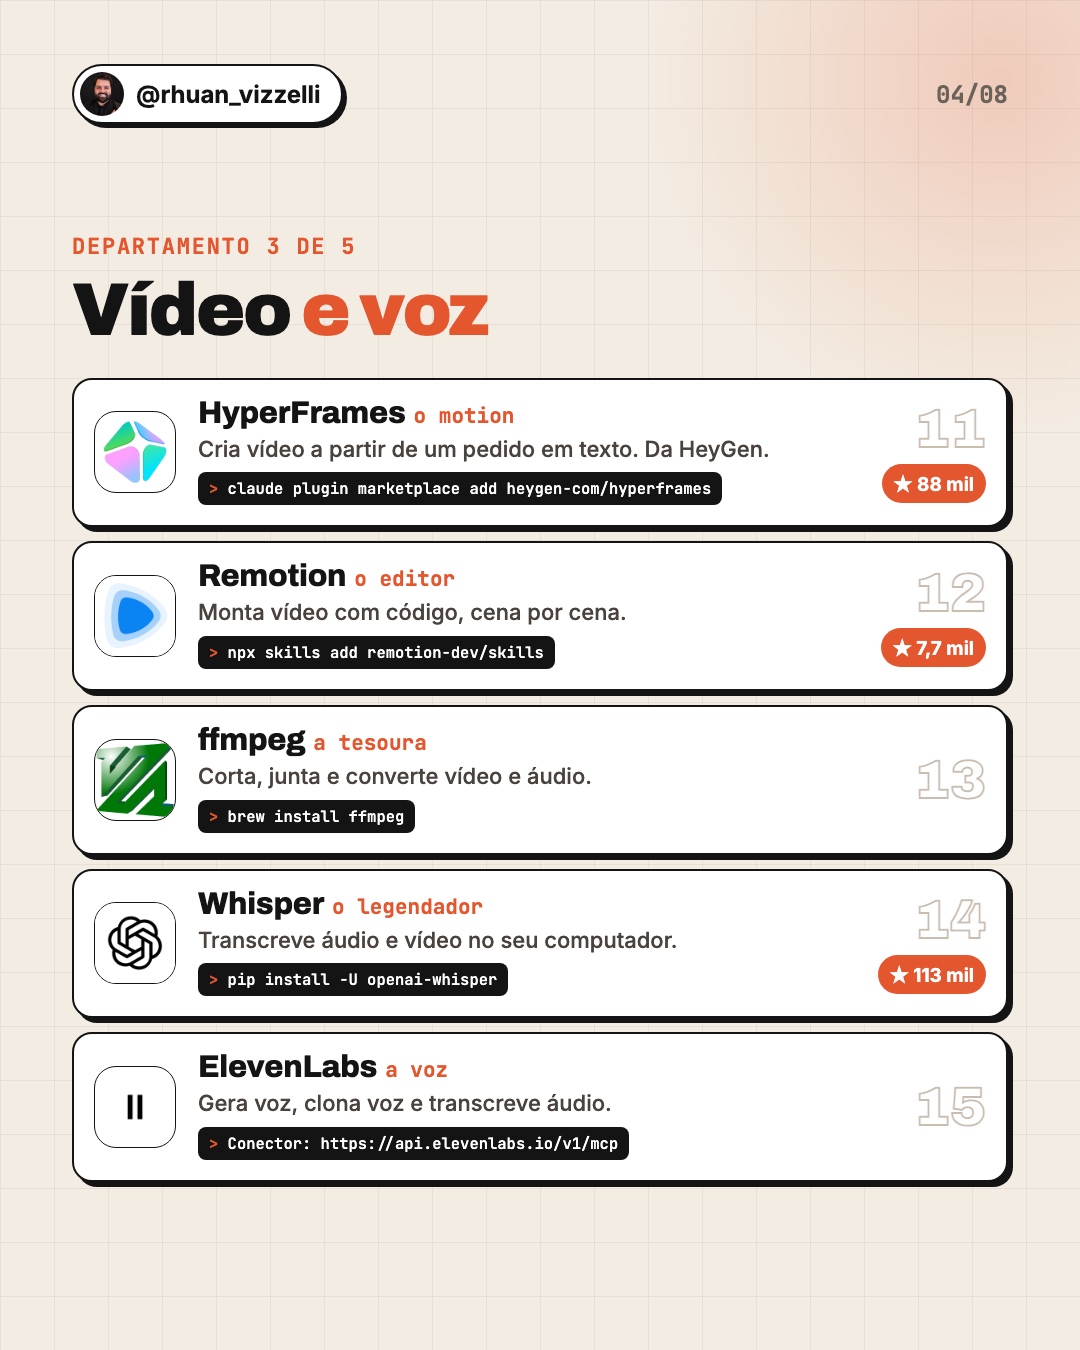 @rhuan_vizzelli
04/08
DEPARTAMENTO 3 DE 5
Vídeo e voz
HyperFrames o motion
Cria vídeo a partir de um pedido em texto. Da HeyGen.
> claude plugin marketplace add heygen-com/hyperframes
11
★ 88 mil
Remotion o editor
Monta vídeo com código, cena por cena.
> npx skills add remotion-dev/skills
12
★ 7,7 mil
ffmpeg a tesoura
Corta, junta e converte vídeo e áudio.
> brew install ffmpeg
13
Whisper o legendador
Transcreve áudio e vídeo no seu computador.
> pip install -U openai-whisper
14
★ 113 mil
ElevenLabs a voz
Gera voz, clona voz e transcreve áudio.
> Conector: https://api.elevenlabs.io/v1/mcp
15